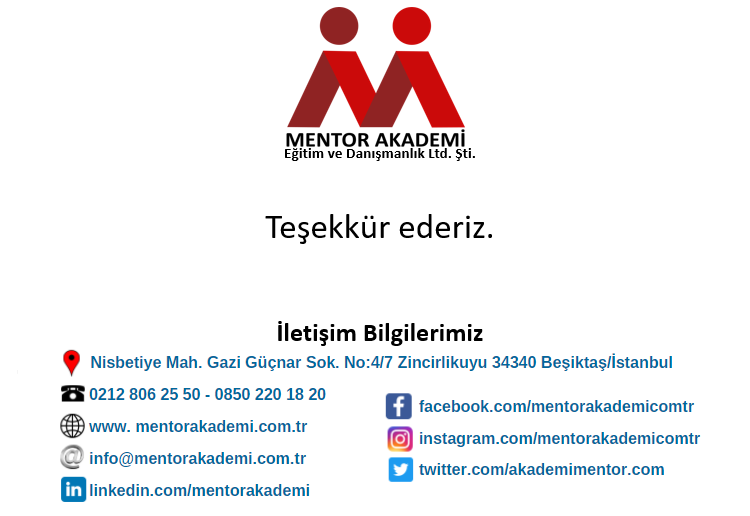 MENTOR AKADEMİ
Eğitim ve Danışmanlık Ltd. Şti.
Teşekkür ederiz.
İletişim Bilgilerimiz
Nisbetiye Mah. Gazi Güçnar Sok. No:4/7 Zincirlikuyu 34340 Beşiktaş/İstanbul
0212 806 25 50 - 0850 220 18 20
www. mentorakademi.com.tr
info@mentorakademi.com.tr
linkedin.com/mentorakademi
facebook.com/mentorakademicomtr
instagram.com/mentorakademicomtr
twitter.com/akademimentor.com